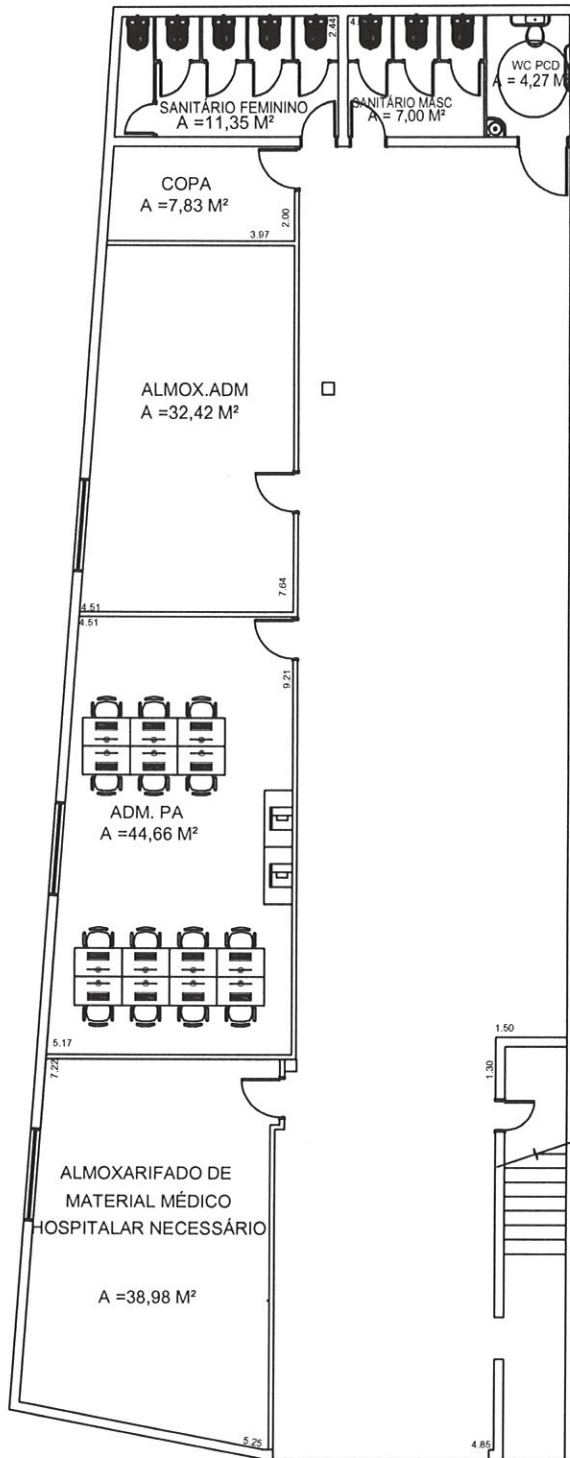 2.44
4.
WC PCD
A = 4,27 M
SANITÁRIO FEMININO
A =11,35 M²
SANITÁRIO MASC
A = 7,00 M²
COPA
A =7,83 M²
2.00
3.97
ALMOX.ADM
A =32,42 M²
7.64
4.51
4.51
9.21
ADM. PA
A =44,66 M²
5.17
7.22
1.50
1.30
ALMOXARIFADO DE
MATERIAL MÉDICO
HOSPITALAR NECESSÁRIO
A =38,98 M²
5.25
4.85